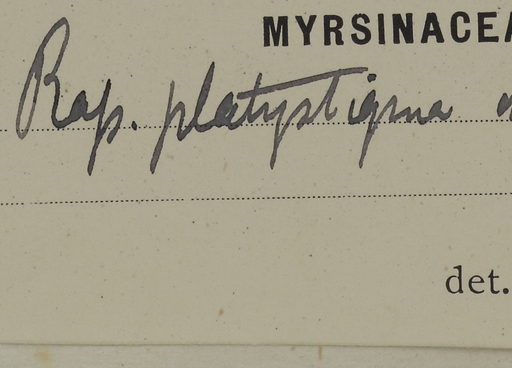 MYRSINACEA
Rap. platystigma
det.